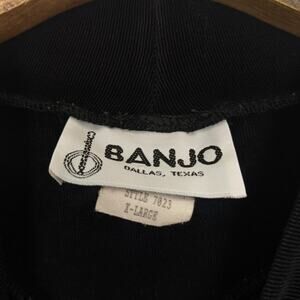 BANJO
DALLAS, TEXAS
STYLE 7023
X-LARGE